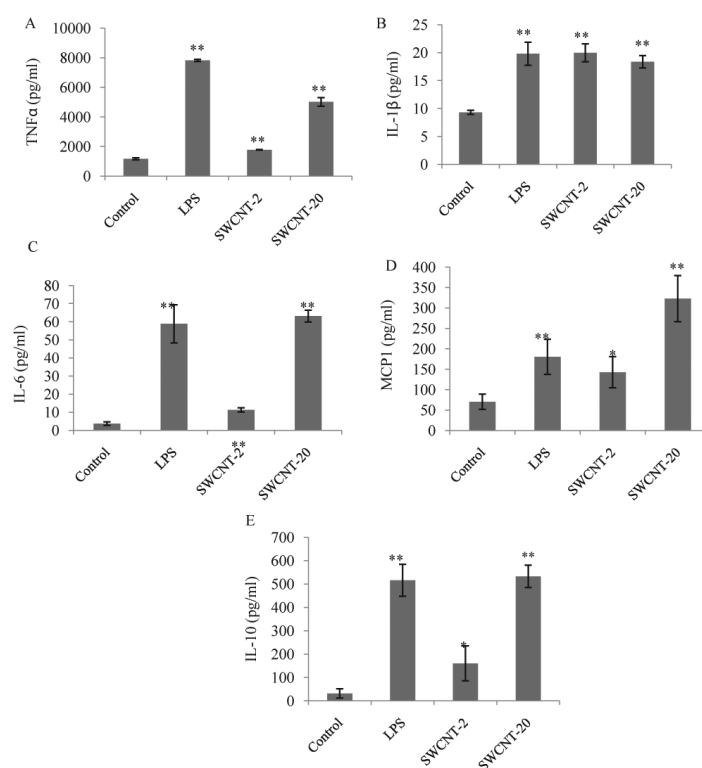 A
10000
8000
6000
4000
2000
0
TNFα (pg/ml)
**
**
**
Control
LPS
SWCNT-2
SWCNT-20
B
25
20
15
10
5
0
IL-1β (pg/ml)
**
**
**
Control
LPS
SWCNT-2
SWCNT-20
C
80
70
60
50
40
30
20
10
0
IL-6 (pg/ml)
**
**
**
Control
LPS
SWCNT-2
SWCNT-20
D
400
350
300
250
200
150
100
50
0
MCP1 (pg/ml)
**
*
**
Control
LPS
SWCNT-2
SWCNT-20
E
700
600
500
400
300
200
100
0
IL-10 (pg/ml)
**
*
**
Control
LPS
SWCNT-2
SWCNT-20